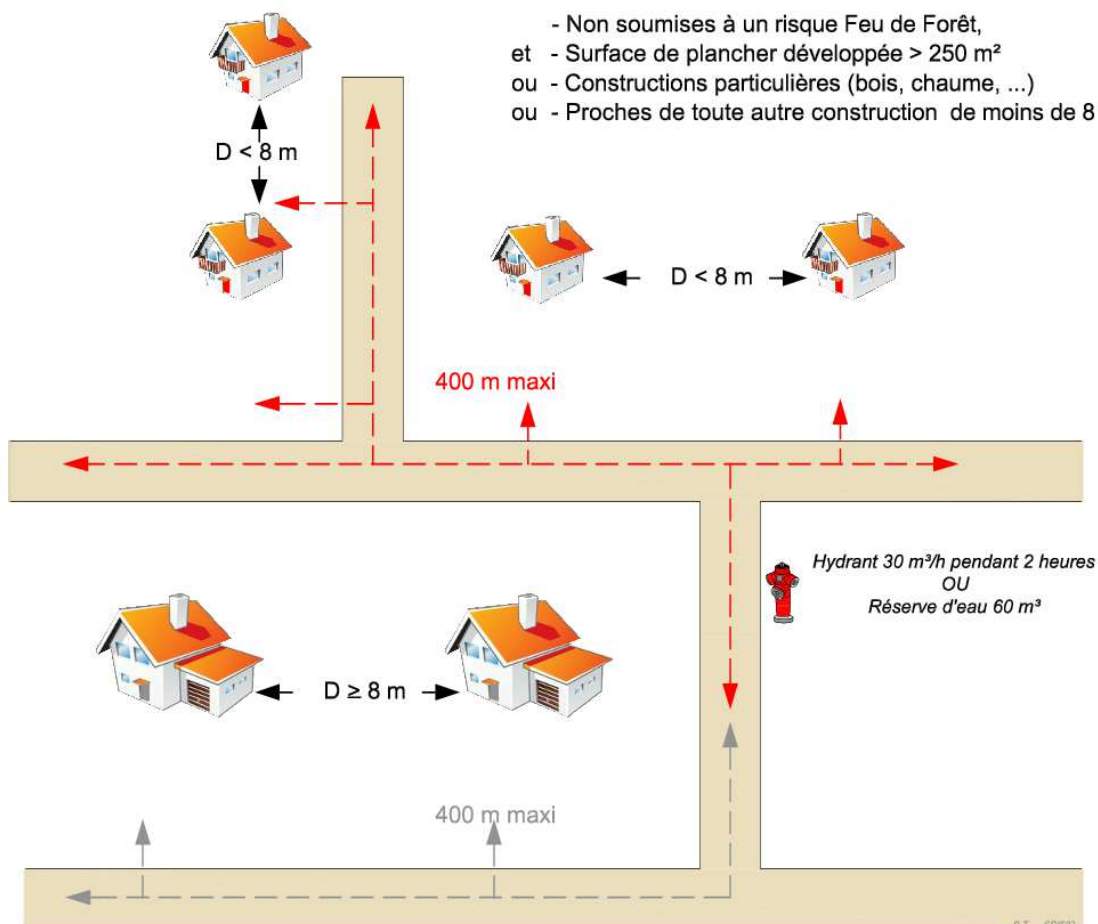 - Non soumises à un risque Feu de Forêt,
et - Surface de plancher développée > 250 m²
ou - Constructions particulières (bois, chaume, ...)
ou - Proches de toute autre construction de moins de 8
D < 8 m
D < 8 m
400 m maxi
Hydrant 30 m³/h pendant 2 heures
OU
Réserve d'eau 60 m³
D ≥ 8 m
400 m maxi